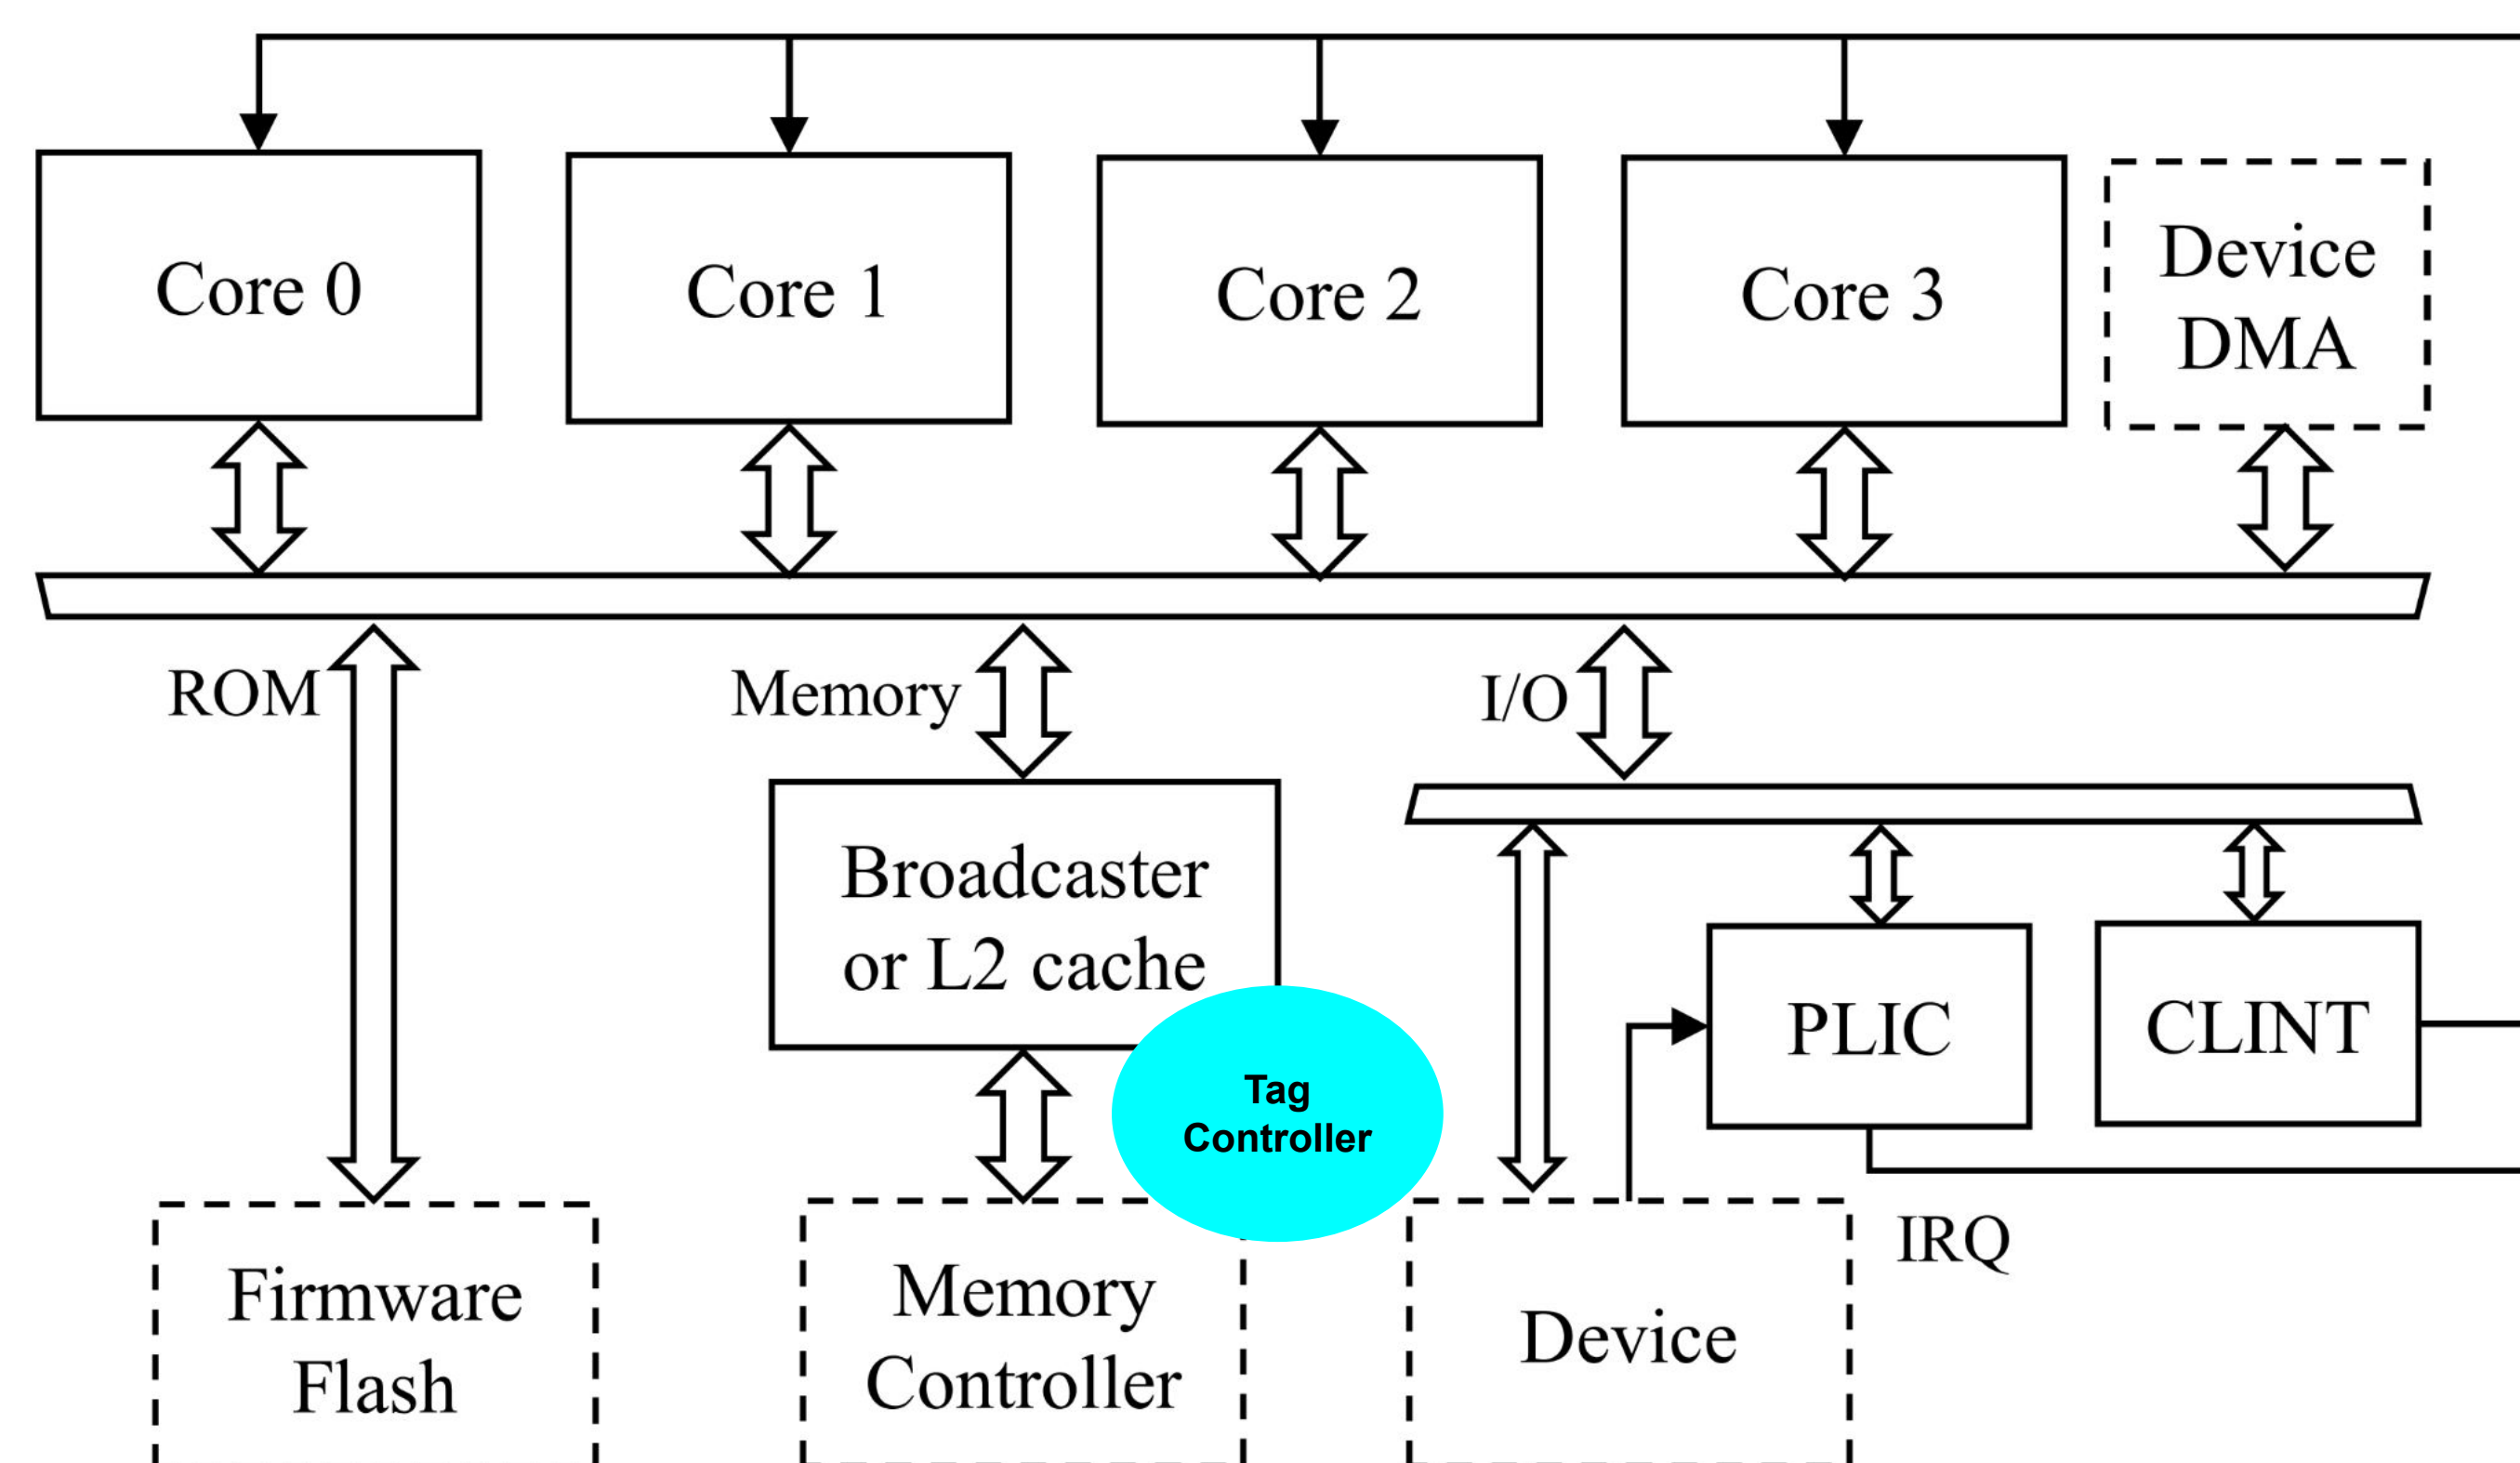 Core 0
Core 1
Core 2
Core 3
Device
DMA
ROM
Memory
I/O
Broadcaster
or L2 cache
PLIC
CLINT
Tag
Controller
IRQ
Firmware
Flash
Memory
Controller
Device